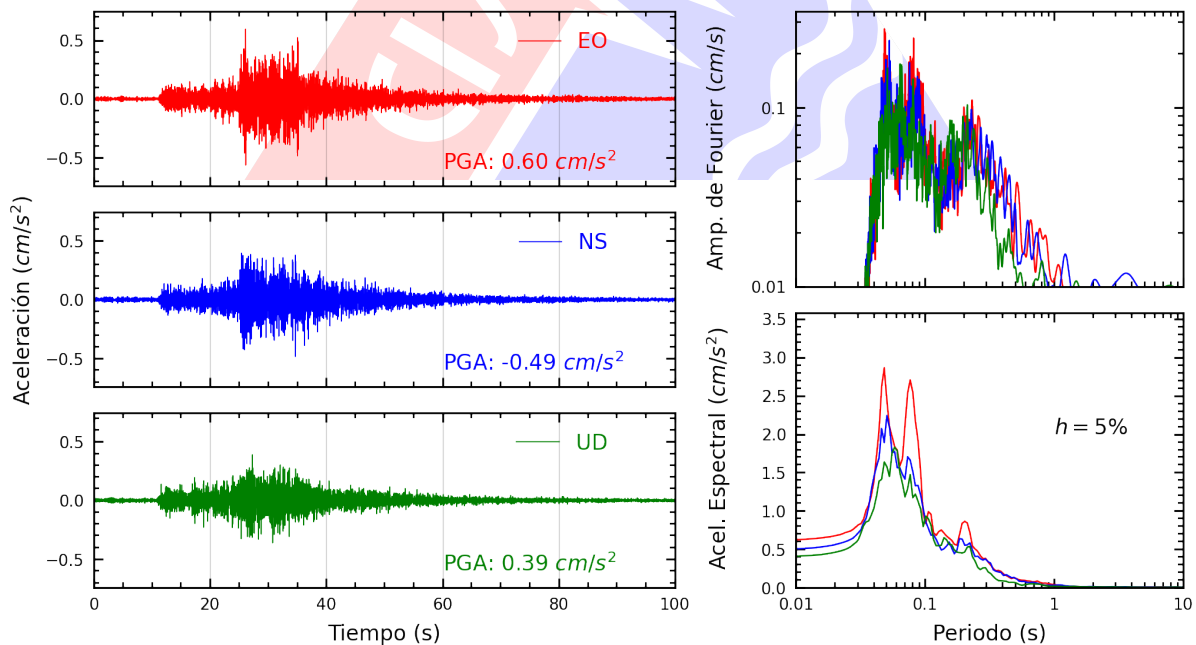 Aceleración (cm/s²)
0.5
0.0
−0.5
EO
PGA: 0.60 cm/s²
0.5
0.0
−0.5
NS
PGA: -0.49 cm/s²
0.5
0.0
−0.5
UD
PGA: 0.39 cm/s²
0 20 40 60 80 100
Tiempo (s)
Amp. de Fourier (cm/s)
0.1
0.01
Acel. Espectral (cm/s²)
3.5
3.0
2.5
2.0
1.5
1.0
0.5
0.0
h = 5%
0.01 0.1 1 10
Periodo (s)